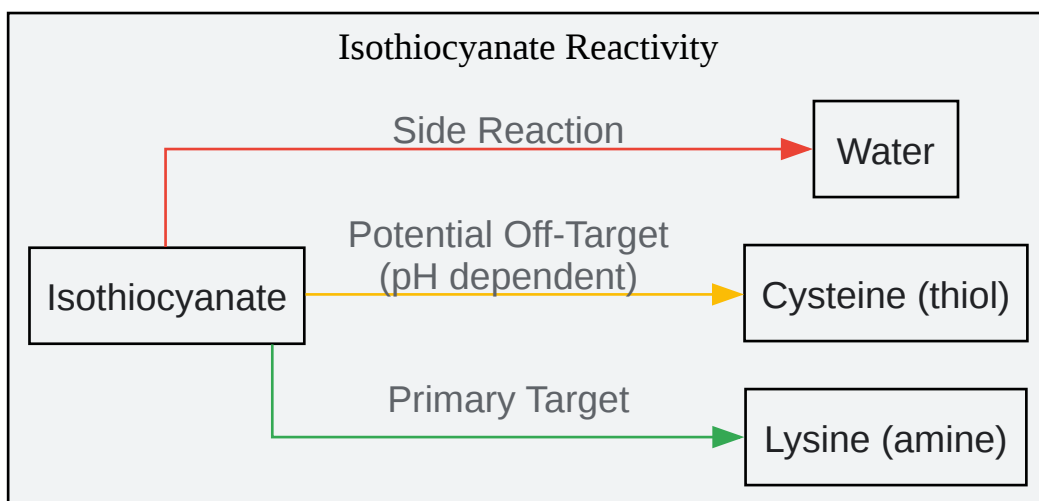 Isothiocyanate Reactivity
Side Reaction
Water
Potential Off-Target
(pH dependent)
Isothiocyanate
Cysteine (thiol)
Primary Target
Lysine (amine)